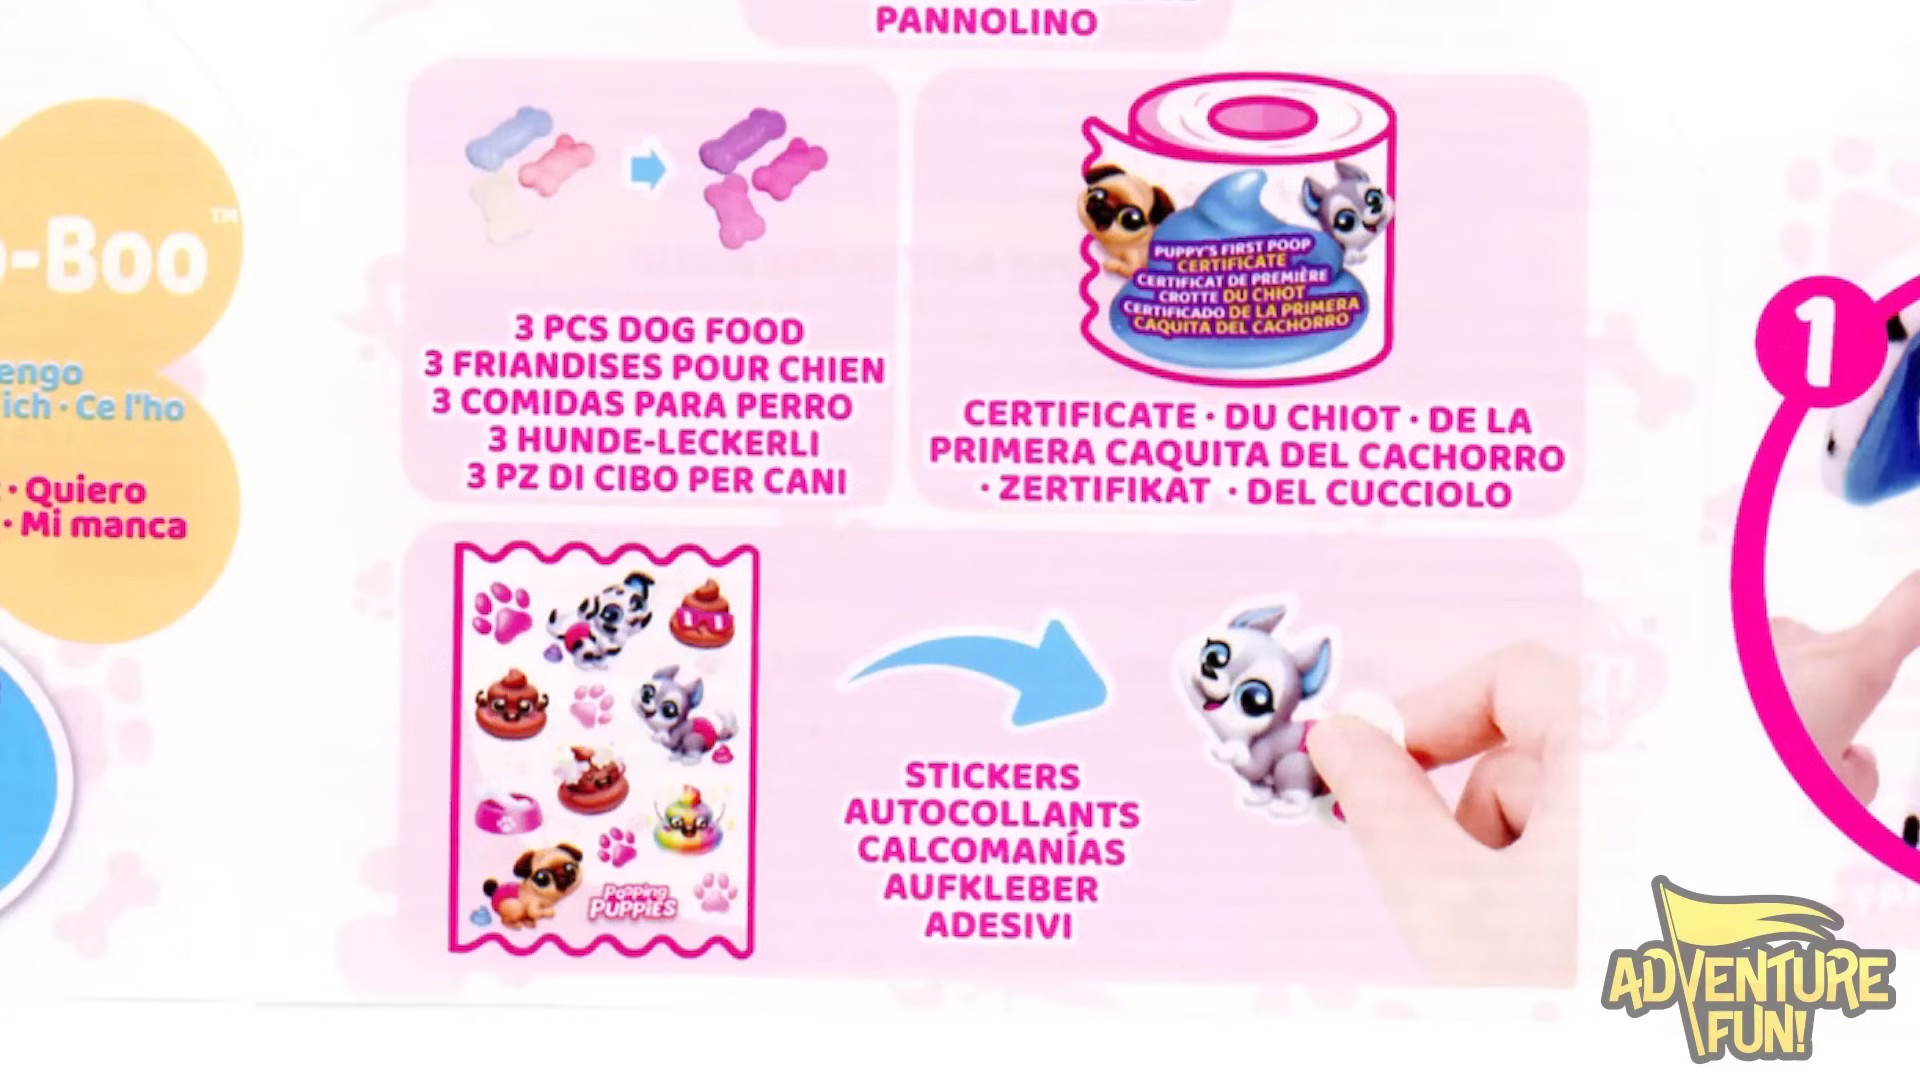 PANNOLINO
-Boo™
engo
ich · Ce l'ho
· Quiero
· Mi manca
3 PCS DOG FOOD
3 FRIANDISES POUR CHIEN
3 COMIDAS PARA PERRO
3 HUNDE-LECKERLI
3 PZ DI CIBO PER CANI
PUPPY'S FIRST POOP
CERTIFICATE
CERTIFICAT DE PREMIÈRE
CROTTE DU CHIOT
CERTIFICADO DE LA PRIMERA
CAQUITA DEL CACHORRO
CERTIFICATE · DU CHIOT · DE LA
PRIMERA CAQUITA DEL CACHORRO
· ZERTIFIKAT · DEL CUCCIOLO
Pooping
PUPPIES
STICKERS
AUTOCOLLANTS
CALCOMANÍAS
AUFKLEBER
ADESIVI
1
ADVENTURE
FUN!